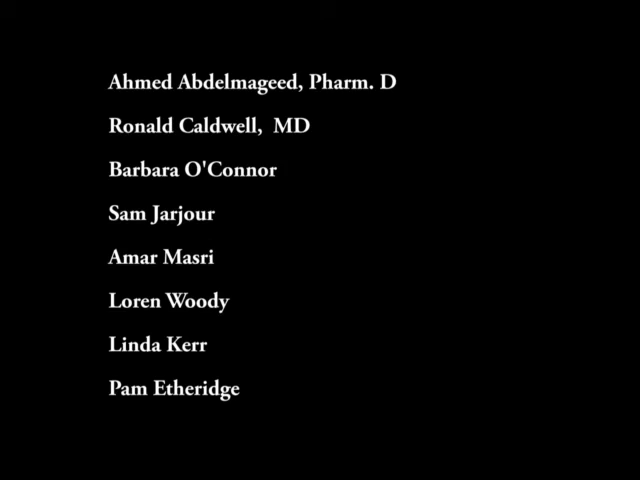 Ahmed Abdelmageed, Pharm. D
Ronald Caldwell,  MD
Barbara O'Connor
Sam Jarjour
Amar Masri
Loren Woody
Linda Kerr
Pam Etheridge